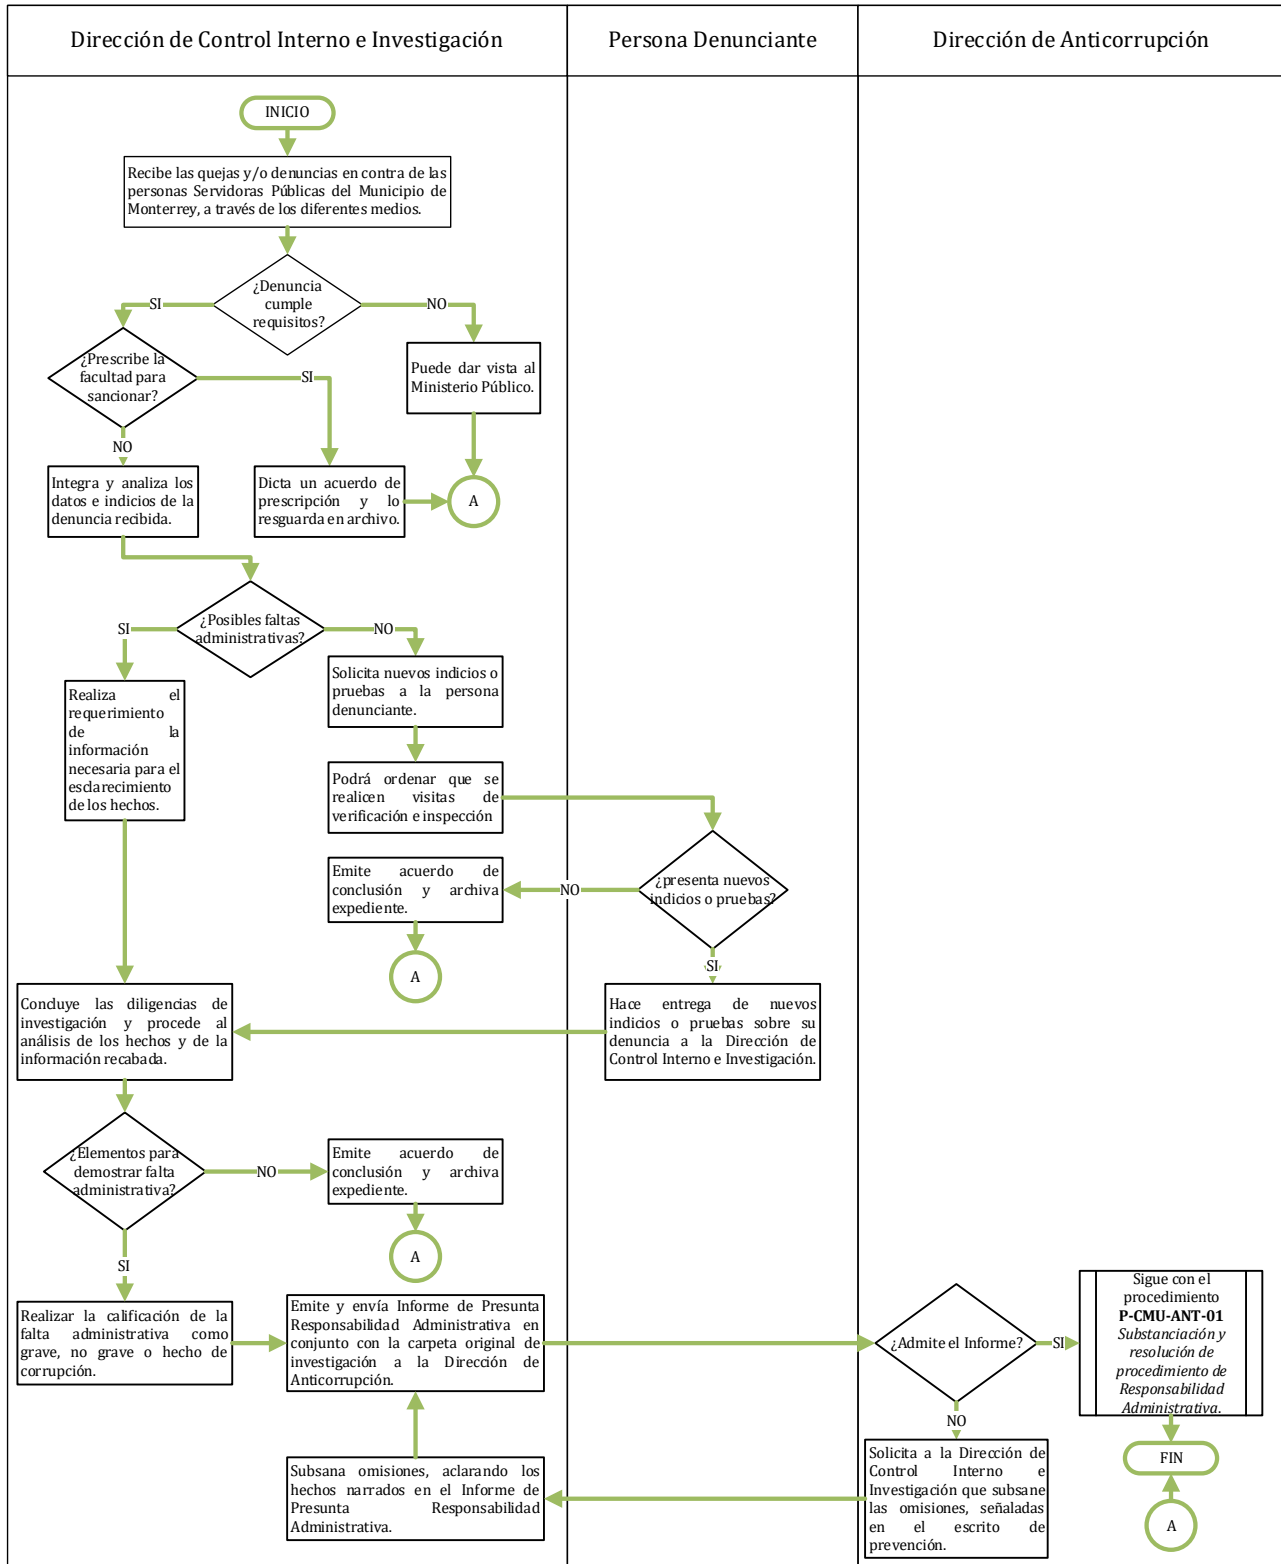 Dirección de Control Interno e Investigación
Persona Denunciante
Dirección de Anticorrupción
INICIO
Recibe las quejas y/o denuncias en contra de las
personas Servidoras Públicas del Municipio de
Monterrey, a través de los diferentes medios.
¿Denuncia
cumple
requisitos?
SI
NO
¿Prescribe la
facultad para
sancionar?
SI
NO
Puede dar vista al
Ministerio Público.
Integra y analiza los
datos e indicios de la
denuncia recibida.
Dicta un acuerdo de
prescripción y lo
resguarda en archivo.
A
¿Posibles faltas
administrativas?
SI
NO
Realiza el
requerimiento
de la
información
necesaria para el
esclarecimiento
de los hechos.
Solicita nuevos indicios o
pruebas a la persona
denunciante.
Podrá ordenar que se
realicen visitas de
verificación e inspección
¿presenta nuevos
indicios o pruebas?
NO
SI
Emite acuerdo de
conclusión y archiva
expediente.
A
Hace entrega de nuevos
indicios o pruebas sobre su
denuncia a la Dirección de
Control Interno e Investigación.
Concluye las diligencias de
investigación y procede al
análisis de los hechos y de la
información recabada.
¿Elementos para
demostrar falta
administrativa?
NO
SI
Emite acuerdo de
conclusión y archiva
expediente.
A
Realizar la calificación de la
falta administrativa como
grave, no grave o hecho de
corrupción.
Emite y envía Informe de Presunta
Responsabilidad Administrativa en
conjunto con la carpeta original de
investigación a la Dirección de
Anticorrupción.
¿Admite el Informe?
SI
NO
Sigue con el
procedimiento
P-CMU-ANT-01
Substanciación y
resolución de
procedimiento de
Responsabilidad
Administrativa.
Solicita a la Dirección de
Control Interno e
Investigación que subsane
las omisiones, señaladas
en el escrito de
prevención.
Subsana omisiones, aclarando los
hechos narrados en el Informe de
Presunta Responsabilidad
Administrativa.
FIN
A